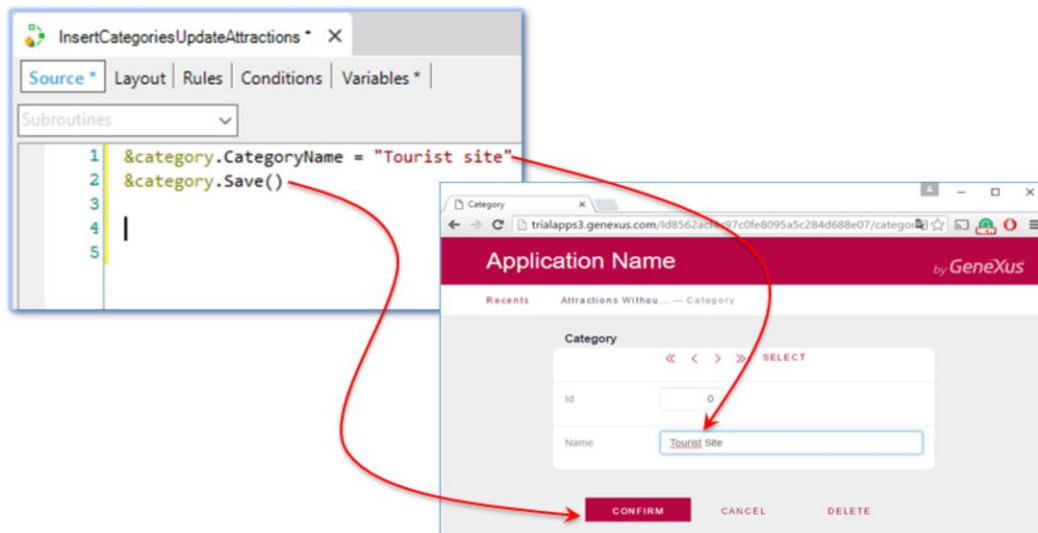 InsertCategoriesUpdateAttractions *
Source * Layout Rules Conditions Variables *
Subroutines
1 &category.CategoryName = "Tourist site"
2 &category.Save()
3
4
5
Category
Application Name
by GeneXus
Recents Attractions Withou... — Category
Category
SELECT
Id 0
Name Tourist Site
CONFIRM CANCEL DELETE